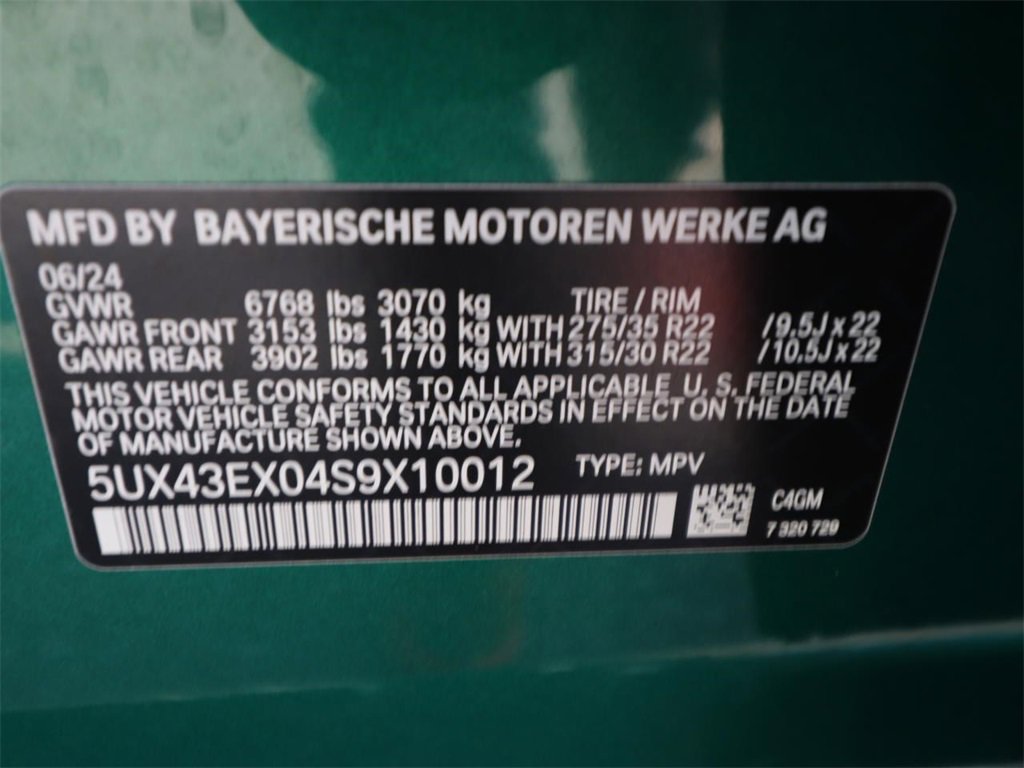 MFD BY BAYERISCHE MOTOREN WERKE AG
06/24
GVWR 6768 lbs 3070 kg TIRE / RIM
GAWR FRONT 3153 lbs 1430 kg WITH 275/35 R22 /9.5J x 22
GAWR REAR 3902 lbs 1770 kg WITH 315/30 R22 /10.5J x 22
THIS VEHICLE CONFORMS TO ALL APPLICABLE U. S. FEDERAL
MOTOR VEHICLE SAFETY STANDARDS IN EFFECT ON THE DATE
OF MANUFACTURE SHOWN ABOVE.
5UX43EX04S9X10012 TYPE: MPV
C4GM
7 320 729